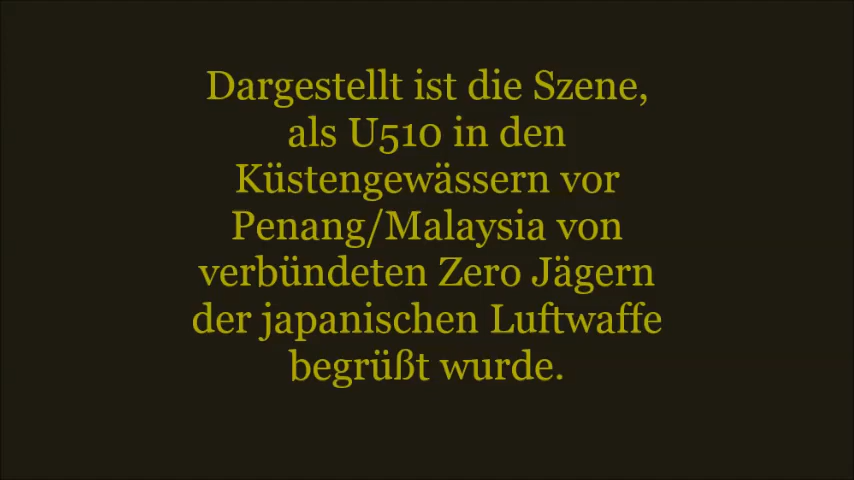 Dargestellt ist die Szene,
als U510 in den
Küstengewässern vor
Penang/Malaysia von
verbündeten Zero Jägern
der japanischen Luftwaffe
begrüßt wurde.